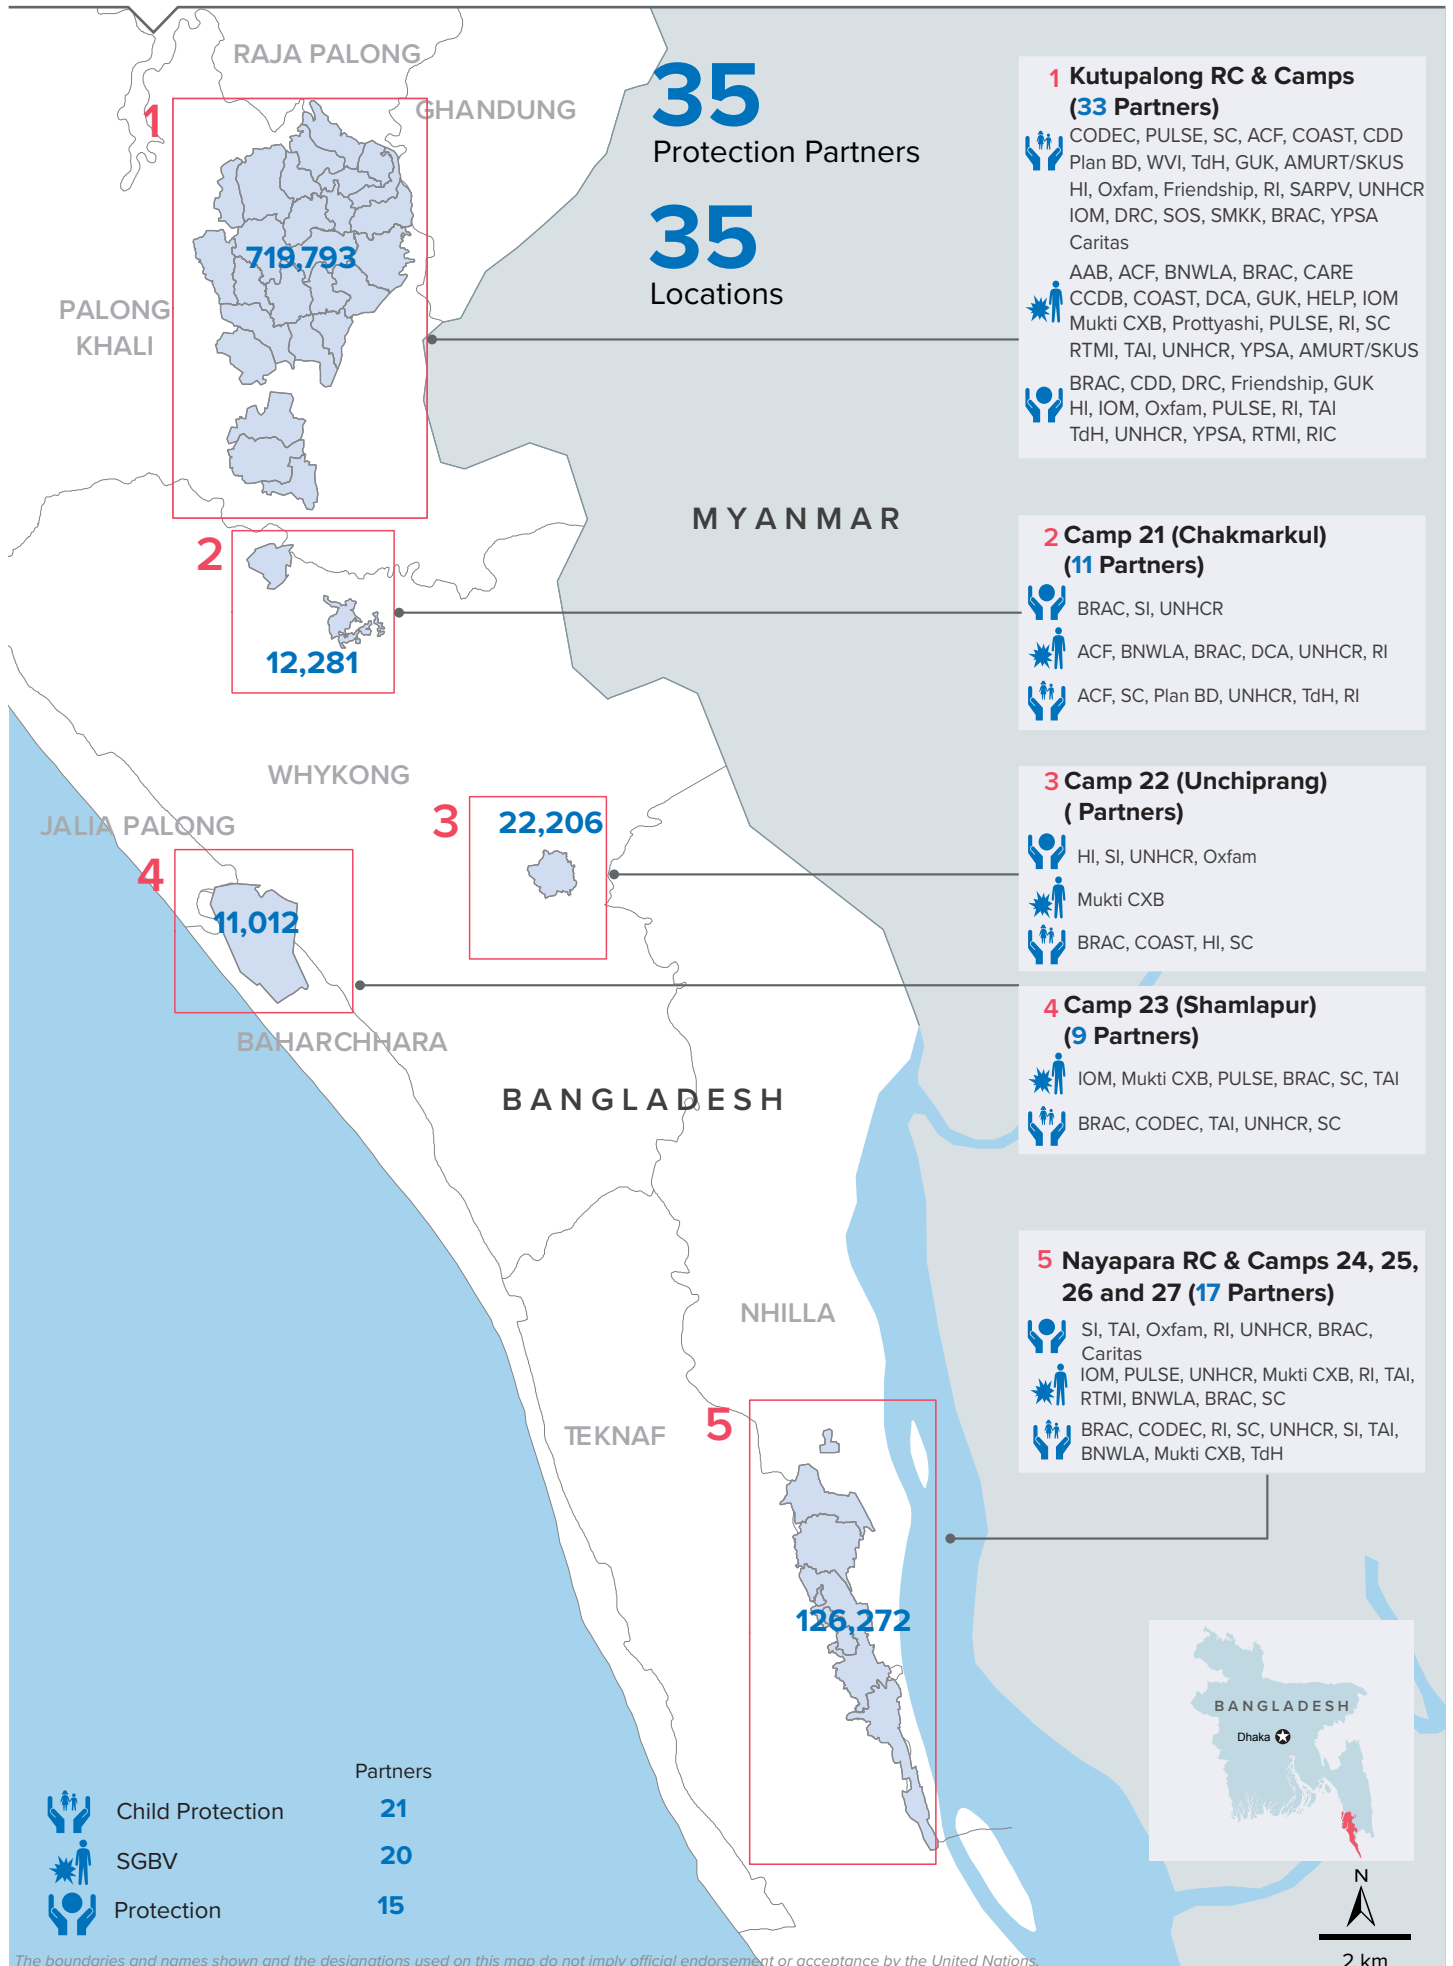 RAJA PALONG
GHANDUNG
1
719,793
PALONG
KHALI
35
Protection Partners
35
Locations
MYANMAR
2
12,281
WHYKONG
JALIA PALONG
3
22,206
4
11,012
BAHARCHHARA
BANGLADESH
NHILLA
TEKNAF
5
126,272
1 Kutupalong RC & Camps
(33 Partners)
CODEC, PULSE, SC, ACF, COAST, CDD
Plan BD, WVI, TdH, GUK, AMURT/SKUS
HI, Oxfam, Friendship, RI, SARPV, UNHCR
IOM, DRC, SOS, SMKK, BRAC, YPSA
Caritas
AAB, ACF, BNWLA, BRAC, CARE
CCDB, COAST, DCA, GUK, HELP, IOM
Mukti CXB, Prottyashi, PULSE, RI, SC
RTMI, TAI, UNHCR, YPSA, AMURT/SKUS
BRAC, CDD, DRC, Friendship, GUK
HI, IOM, Oxfam, PULSE, RI, TAI
TdH, UNHCR, YPSA, RTMI, RIC
2 Camp 21 (Chakmarkul)
(11 Partners)
BRAC, SI, UNHCR
ACF, BNWLA, BRAC, DCA, UNHCR, RI
ACF, SC, Plan BD, UNHCR, TdH, RI
3 Camp 22 (Unchiprang)
( Partners)
HI, SI, UNHCR, Oxfam
Mukti CXB
BRAC, COAST, HI, SC
4 Camp 23 (Shamlapur)
(9 Partners)
IOM, Mukti CXB, PULSE, BRAC, SC, TAI
BRAC, CODEC, TAI, UNHCR, SC
5 Nayapara RC & Camps 24, 25,
26 and 27 (17 Partners)
SI, TAI, Oxfam, RI, UNHCR, BRAC,
Caritas
IOM, PULSE, UNHCR, Mukti CXB, RI, TAI,
RTMI, BNWLA, BRAC, SC
BRAC, CODEC, RI, SC, UNHCR, SI, TAI,
BNWLA, Mukti CXB, TdH
BANGLADESH
Dhaka
N
2 km
Partners
Child Protection 21
SGBV 20
Protection 15
The boundaries and names shown and the designations used on this map do not imply official endorsement or acceptance by the United Nations.